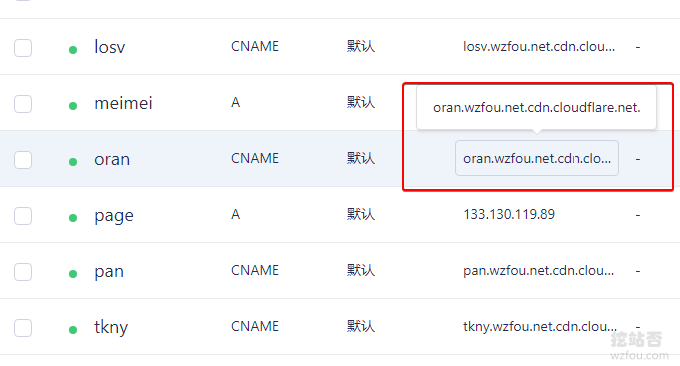 losv CNAME 默认 losv.wzfou.net.cdn.clou... -
meimei A 默认
oran.wzfou.net.cdn.cloudflare.net.
oran CNAME 默认 oran.wzfou.net.cdn.clo... -
page A 默认 133.130.119.89 -
pan CNAME 默认 pan.wzfou.net.cdn.clou... -
tkny CNAME 默认 tkny.wzfou.net.cdn.clou... -
挖站否
wzfou.com